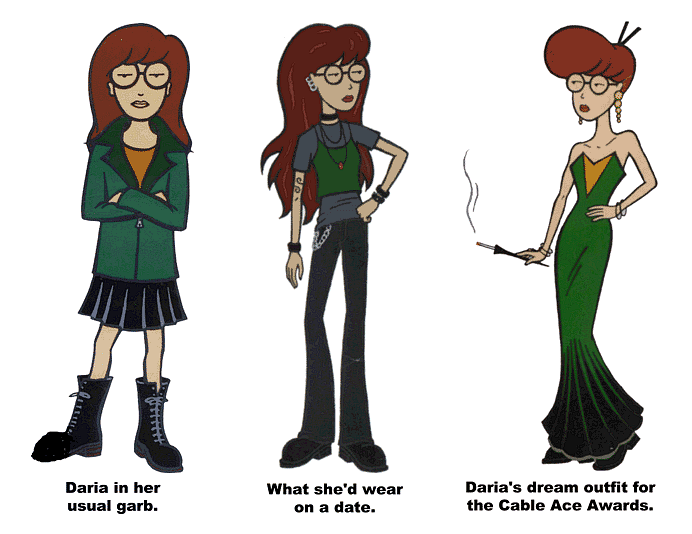 Daria in her
usual garb.
What she'd wear
on a date.
Daria's dream outfit for
the Cable Ace Awards.